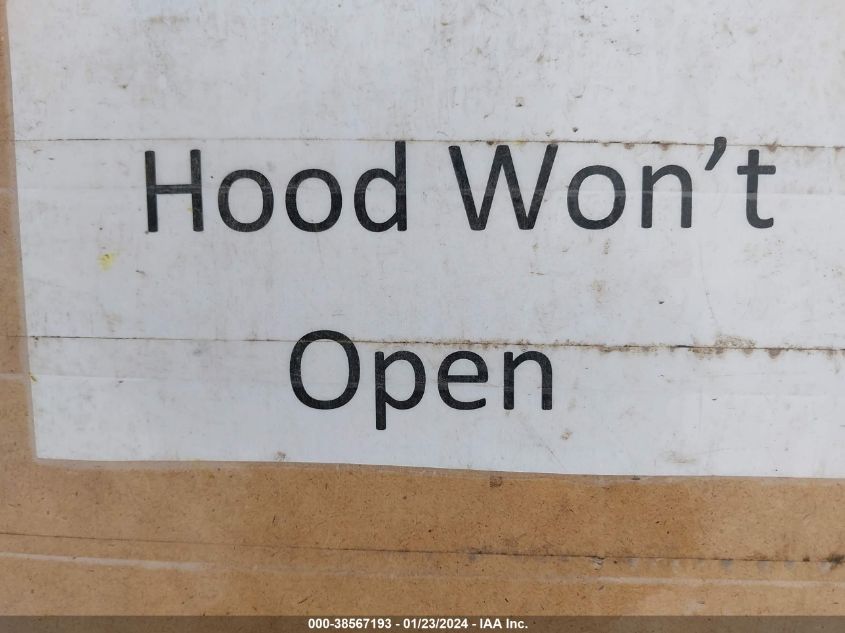 Hood Won’t
Open
000-38567193 - 01/23/2024 - IAA Inc.